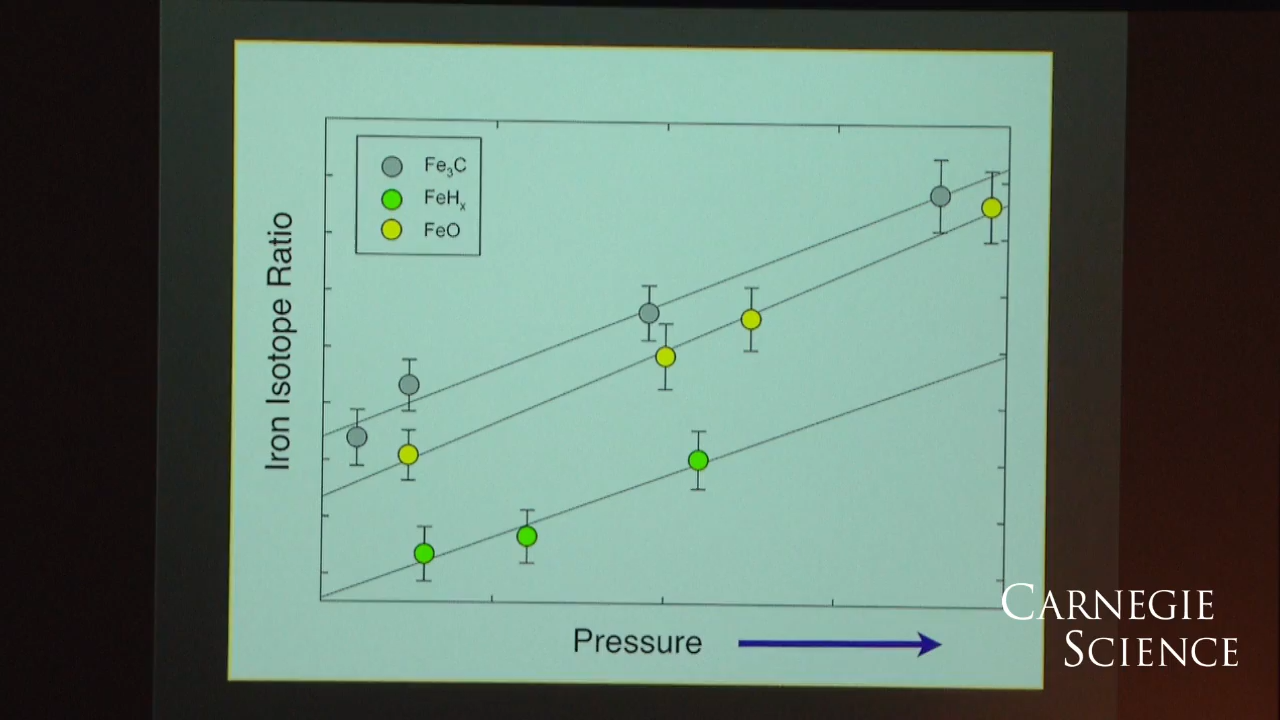 Fe₃C
FeHₓ
FeO
Iron Isotope Ratio
Pressure
CARNEGIE
SCIENCE